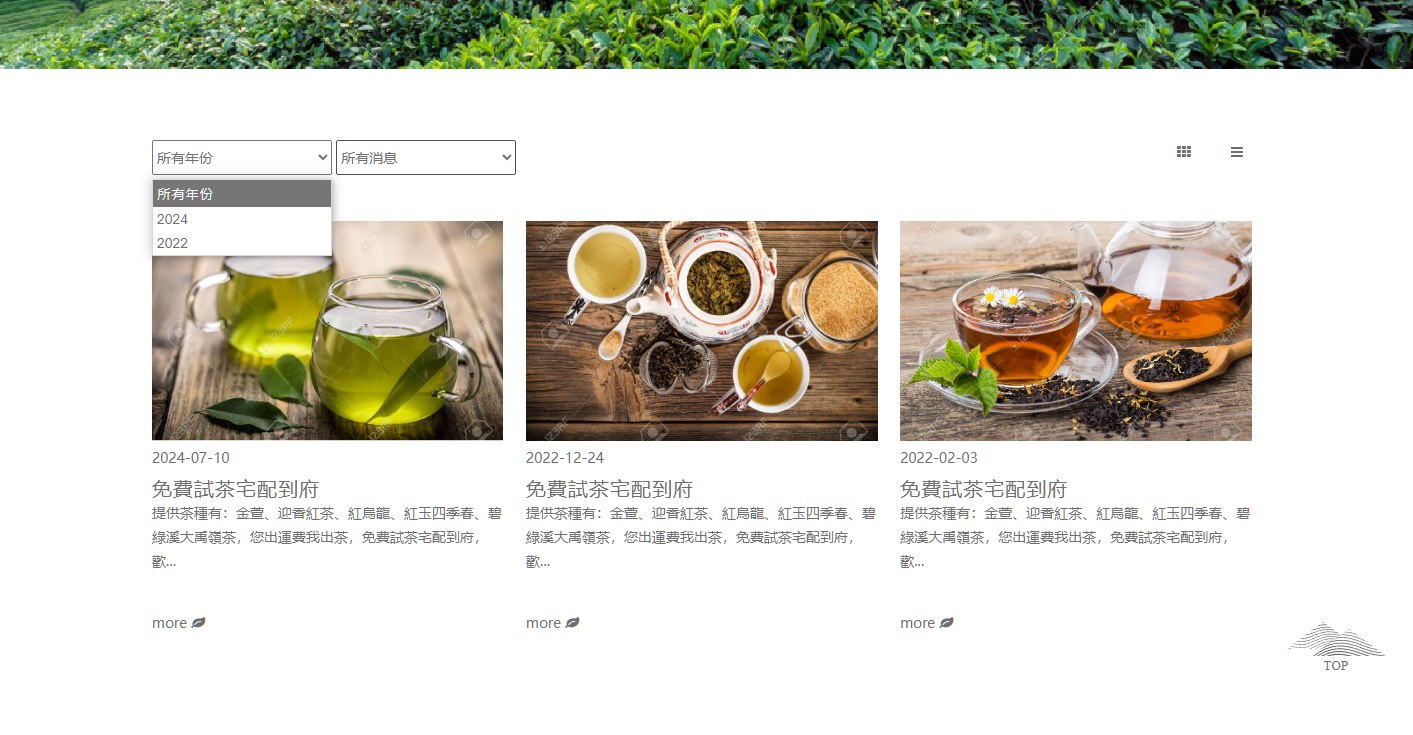 所有年份
所有消息
所有年份
2024
2022
2024-07-10
免費試茶宅配到府
提供茶種有：金萱、迎香紅茶、紅烏龍、紅玉四季春、碧
綠溪大禹嶺茶，您出運費我出茶，免費試茶宅配到府，
歡...
more
2022-12-24
免費試茶宅配到府
提供茶種有：金萱、迎香紅茶、紅烏龍、紅玉四季春、碧
綠溪大禹嶺茶，您出運費我出茶，免費試茶宅配到府，
歡...
more
2022-02-03
免費試茶宅配到府
提供茶種有：金萱、迎香紅茶、紅烏龍、紅玉四季春、碧
綠溪大禹嶺茶，您出運費我出茶，免費試茶宅配到府，
歡...
more
TOP